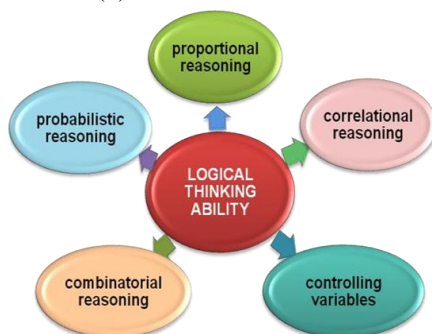 proportional
reasoning
probabilistic
reasoning
correlational
reasoning
LOGICAL
THINKING
ABILITY
combinatorial
reasoning
controlling
variables